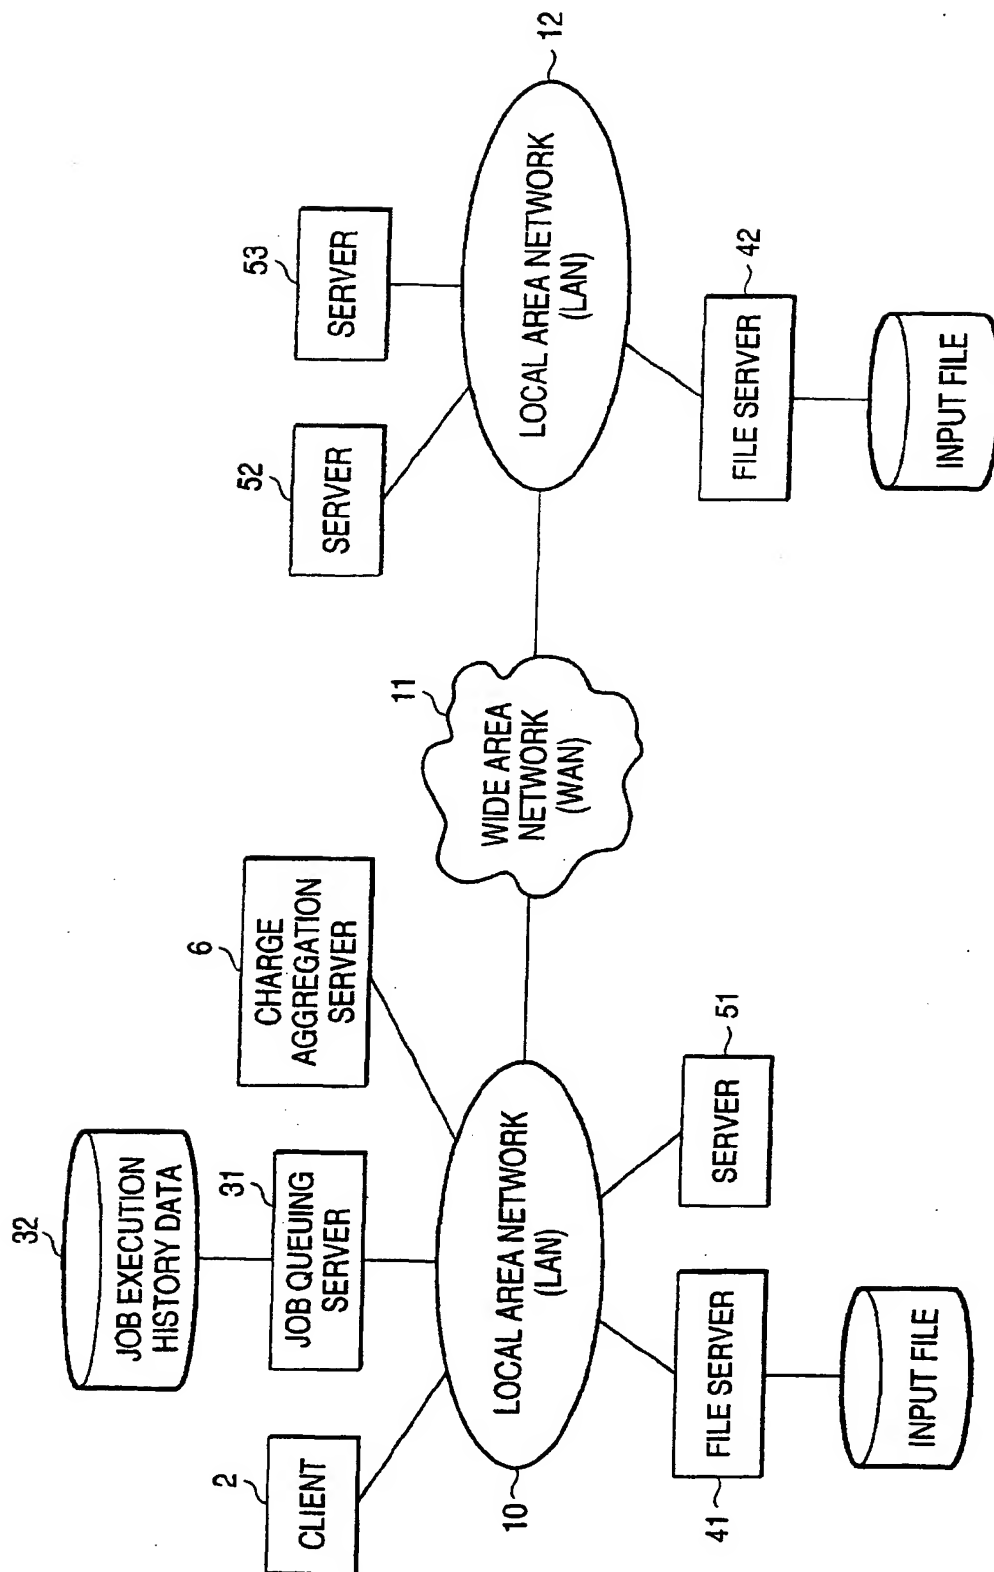 32
JOB EXECUTION
HISTORY DATA
2
CLIENT
31
JOB QUEUING
SERVER
6
CHARGE
AGGREGATION
SERVER
10
LOCAL AREA NETWORK
(LAN)
41
FILE SERVER
INPUT FILE
51
SERVER
11
WIDE AREA
NETWORK
(WAN)
52
SERVER
53
SERVER
12
LOCAL AREA NETWORK
(LAN)
42
FILE SERVER
INPUT FILE